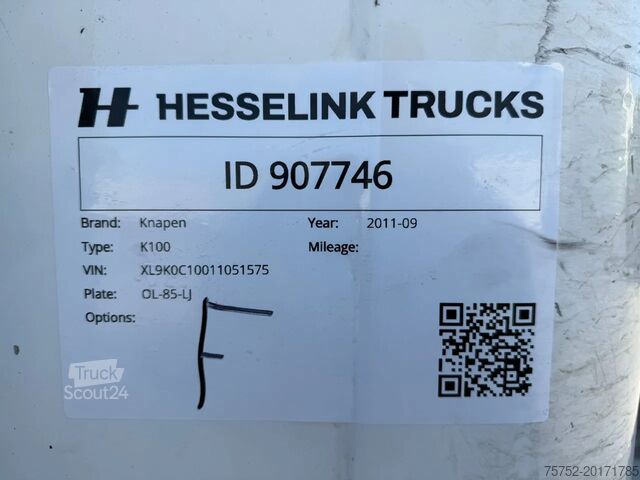 H HESSELINK TRUCKS
ID 907746
Brand: Knapen Year: 2011-09
Type: K100 Mileage:
VIN: XL9K0C10011051575
Plate: OL-85-LJ
Options:
F
Truck
Scout24
75752-20171785